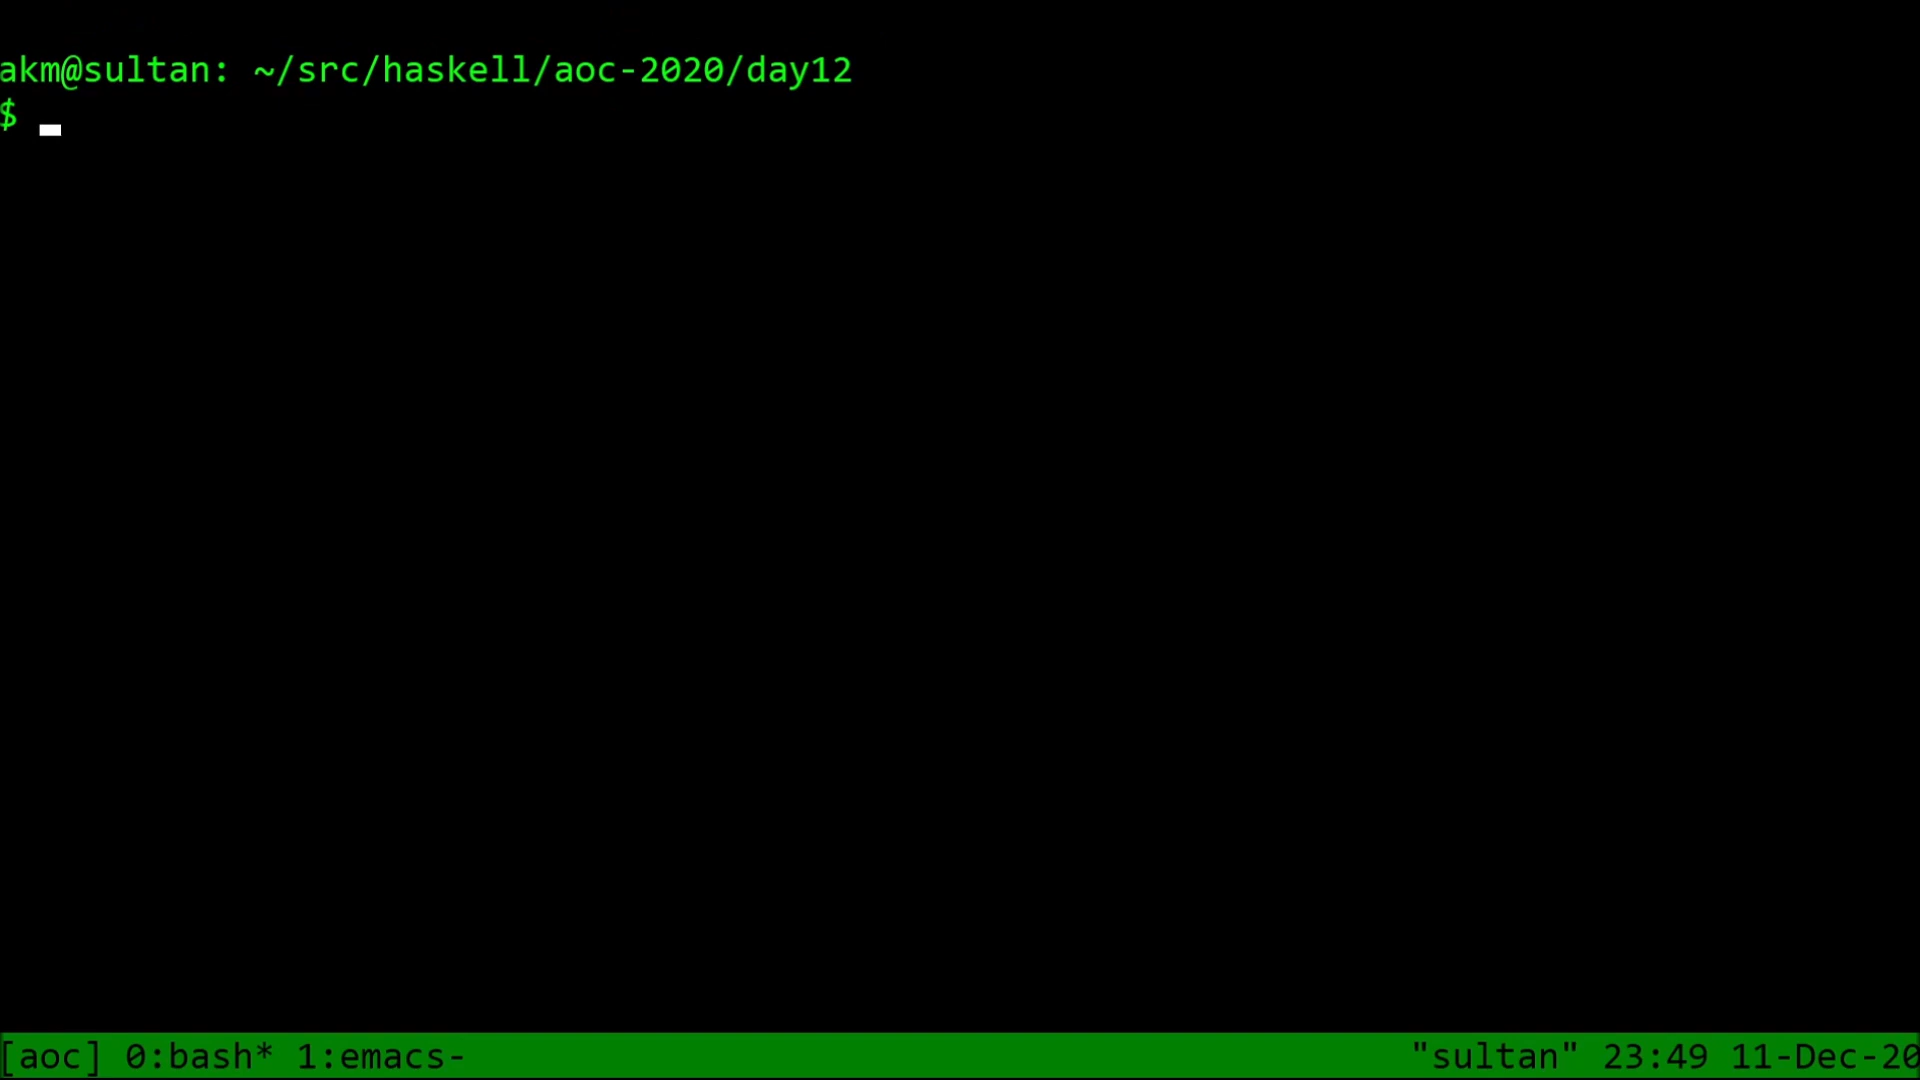 akm@sultan: ~/src/haskell/aoc-2020/day12
$
[aoc] 0:bash* 1:emacs- "sultan" 23:49 11-Dec-20